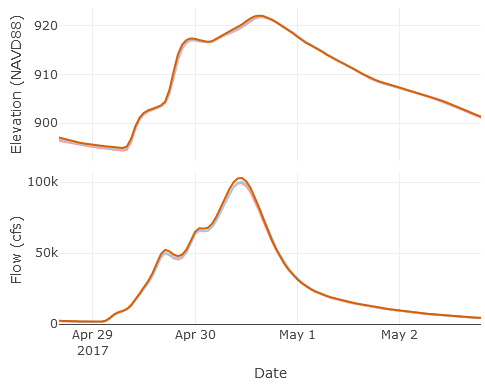 Elevation (NAVD88)
920
910
900
Flow (cfs)
100k
50k
0
Apr 29
2017
Apr 30
May 1
May 2
Date